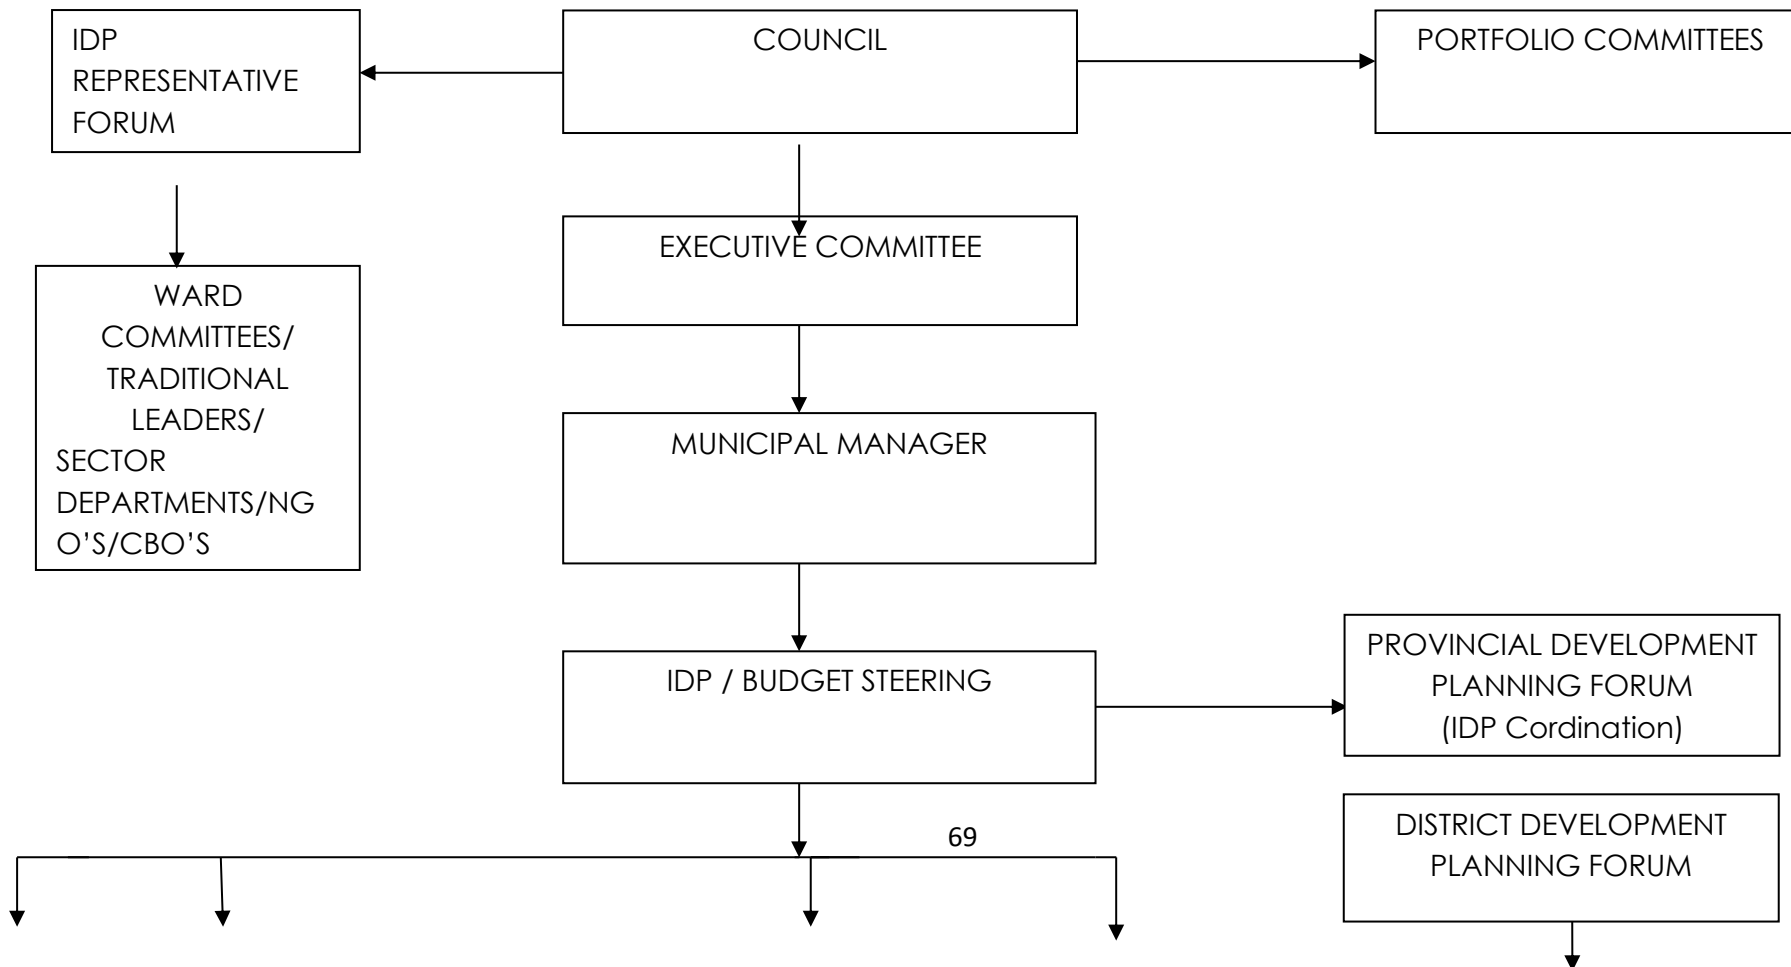 IDP
REPRESENTATIVE
FORUM
COUNCIL
PORTFOLIO COMMITTEES
EXECUTIVE COMMITTEE
WARD
COMMITTEES/
TRADITIONAL
LEADERS/
SECTOR
DEPARTMENTS/NG
O’S/CBO’S
MUNICIPAL MANAGER
IDP / BUDGET STEERING
PROVINCIAL DEVELOPMENT
PLANNING FORUM
(IDP Cordination)
DISTRICT DEVELOPMENT
PLANNING FORUM
69